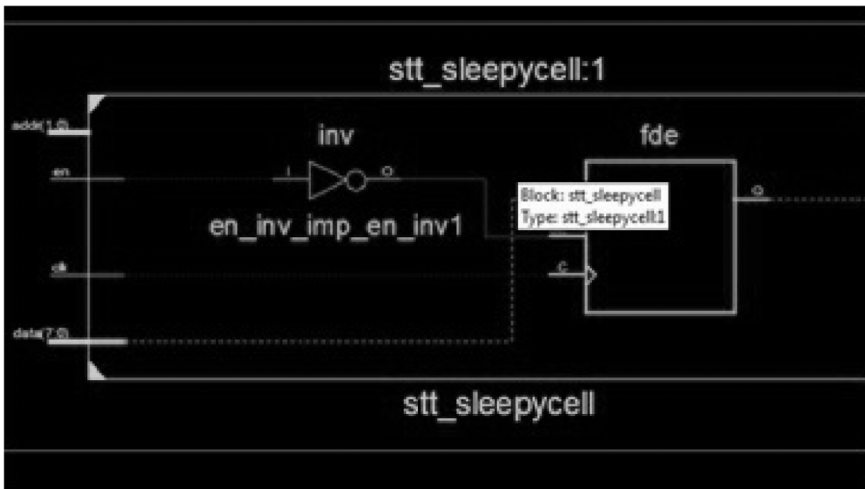 stt_sleepycell:1
addr(1:0)
inv
fde
en
I
O
Block: stt_sleepycell
Type: stt_sleepycell:1
Q
en_inv_imp_en_inv1
clk
C
data(7:0)
stt_sleepycell